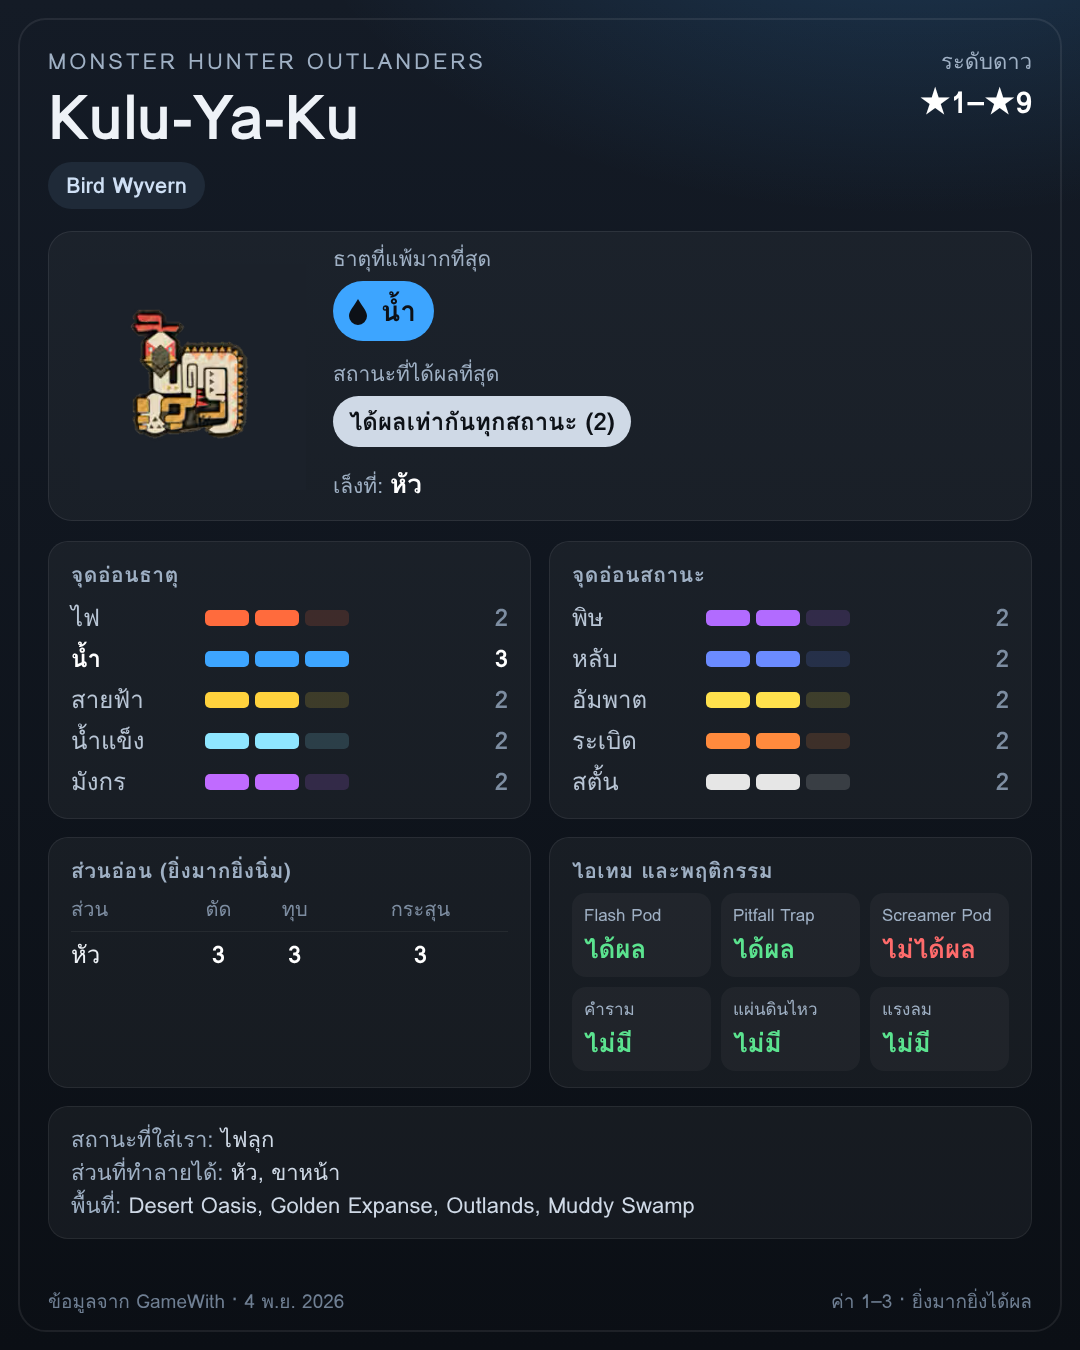 MONSTER HUNTER OUTLANDERS
Kulu-Ya-Ku
Bird Wyvern
ระดับดาว
★1–★9
ธาตุที่แพ้มากที่สุด
น้ำ
สถานะที่ได้ผลที่สุด
ได้ผลเท่ากันทุกสถานะ (2)
เล็งที่: หัว
จุดอ่อนธาตุ
ไฟ 2
น้ำ 3
สายฟ้า 2
น้ำแข็ง 2
มังกร 2
จุดอ่อนสถานะ
พิษ 2
หลับ 2
อัมพาต 2
ระเบิด 2
สตั้น 2
ส่วนอ่อน (ยิ่งมากยิ่งนิ่ม)
ส่วน ตัด ทุบ กระสุน
หัว 3 3 3
ไอเทม และพฤติกรรม
Flash Pod
ได้ผล
Pitfall Trap
ได้ผล
Screamer Pod
ไม่ได้ผล
คำราม
ไม่มี
แผ่นดินไหว
ไม่มี
แรงลม
ไม่มี
สถานะที่ใส่เรา: ไฟลุก
ส่วนที่ทำลายได้: หัว, ขาหน้า
พื้นที่: Desert Oasis, Golden Expanse, Outlands, Muddy Swamp
ข้อมูลจาก GameWith · 4 พ.ย. 2026
ค่า 1–3 · ยิ่งมากยิ่งได้ผล